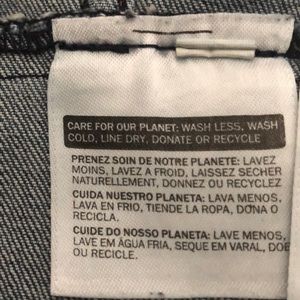 CARE FOR OUR PLANET: WASH LESS, WASH
COLD, LINE DRY, DONATE OR RECYCLE
PRENEZ SOIN DE NOTRE PLANETE: LAVEZ
MOINS, LAVEZ A FROID, LAISSEZ SECHER
NATURELLEMENT, DONNEZ OU RECYCLEZ
CUIDA NUESTRO PLANETA: LAVA MENOS,
LAVA EN FRIO, TIENDE LA ROPA, DONA O
RECICLA.
CUIDE DO NOSSO PLANETA: LAVE MENOS,
LAVE EM ÁGUA FRIA, SEQUE EM VARAL, DOE
OU RECICLE.